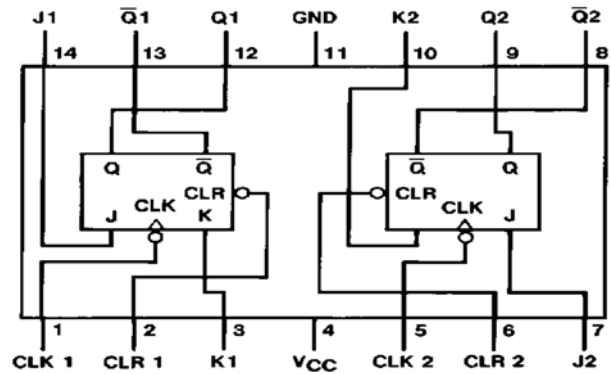 J1 Q̅1 Q1 GND K2 Q2 Q̅2
14 13 12 11 10 9 8
Q Q̅ Q̅ Q
CLR CLR
CLK CLK
J K J
1 2 3 4 5 6 7
CLK 1 CLR 1 K1 VCC CLK 2 CLR 2 J2